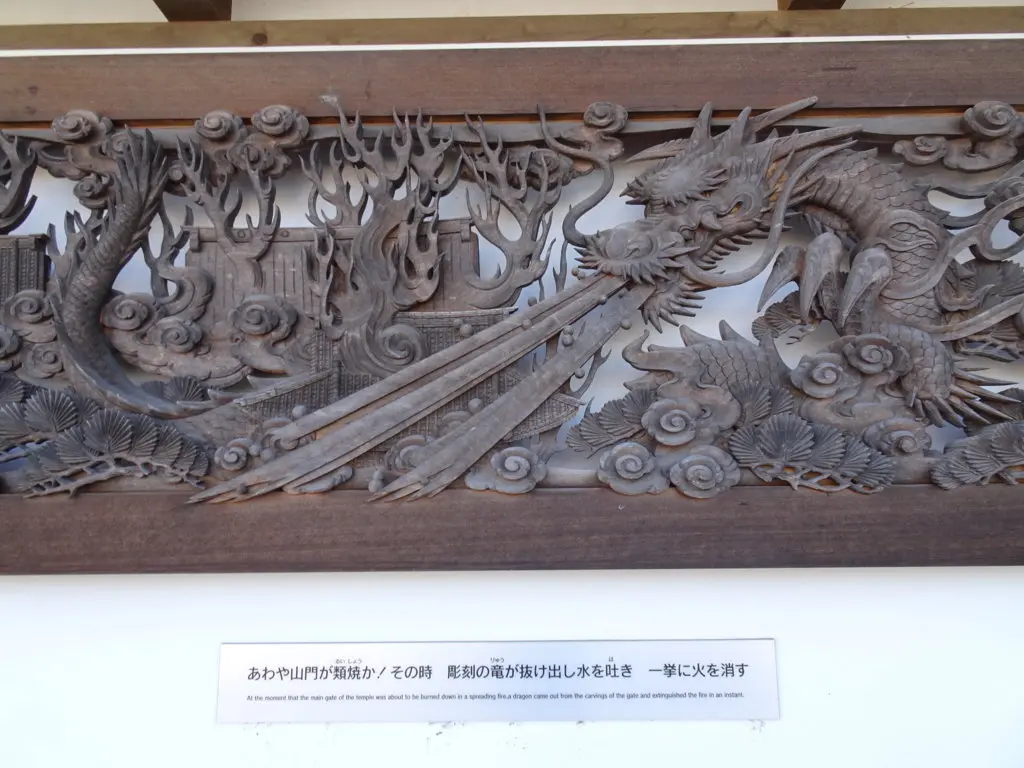 あわや山門が類焼か！その時　彫刻の竜が抜け出し水を吐き　一挙に火を消す
At the moment that the main gate of the temple was about to be burned down in a spreading fire,a dragon came out from the carvings of the gate and extinguished the fire in an instant.